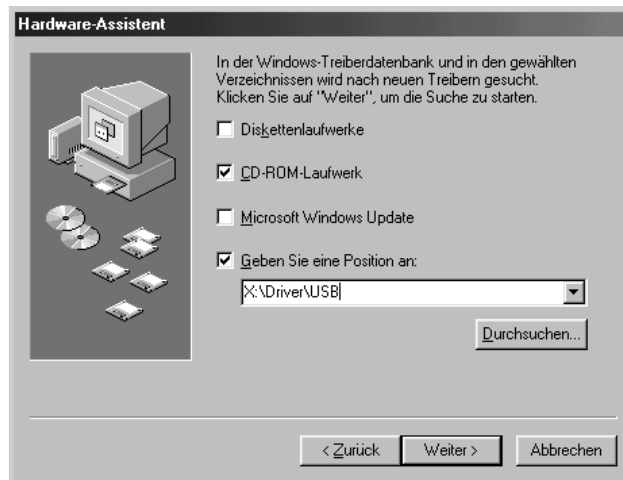 Hardware-Assistent
In der Windows-Treiberdatenbank und in den gewählten
Verzeichnissen wird nach neuen Treibern gesucht.
Klicken Sie auf "Weiter", um die Suche zu starten.
Diskettenlaufwerke
CD-ROM-Laufwerk
Microsoft Windows Update
Geben Sie eine Position an:
X:\Driver\USB
Durchsuchen...
< Zurück Weiter > Abbrechen